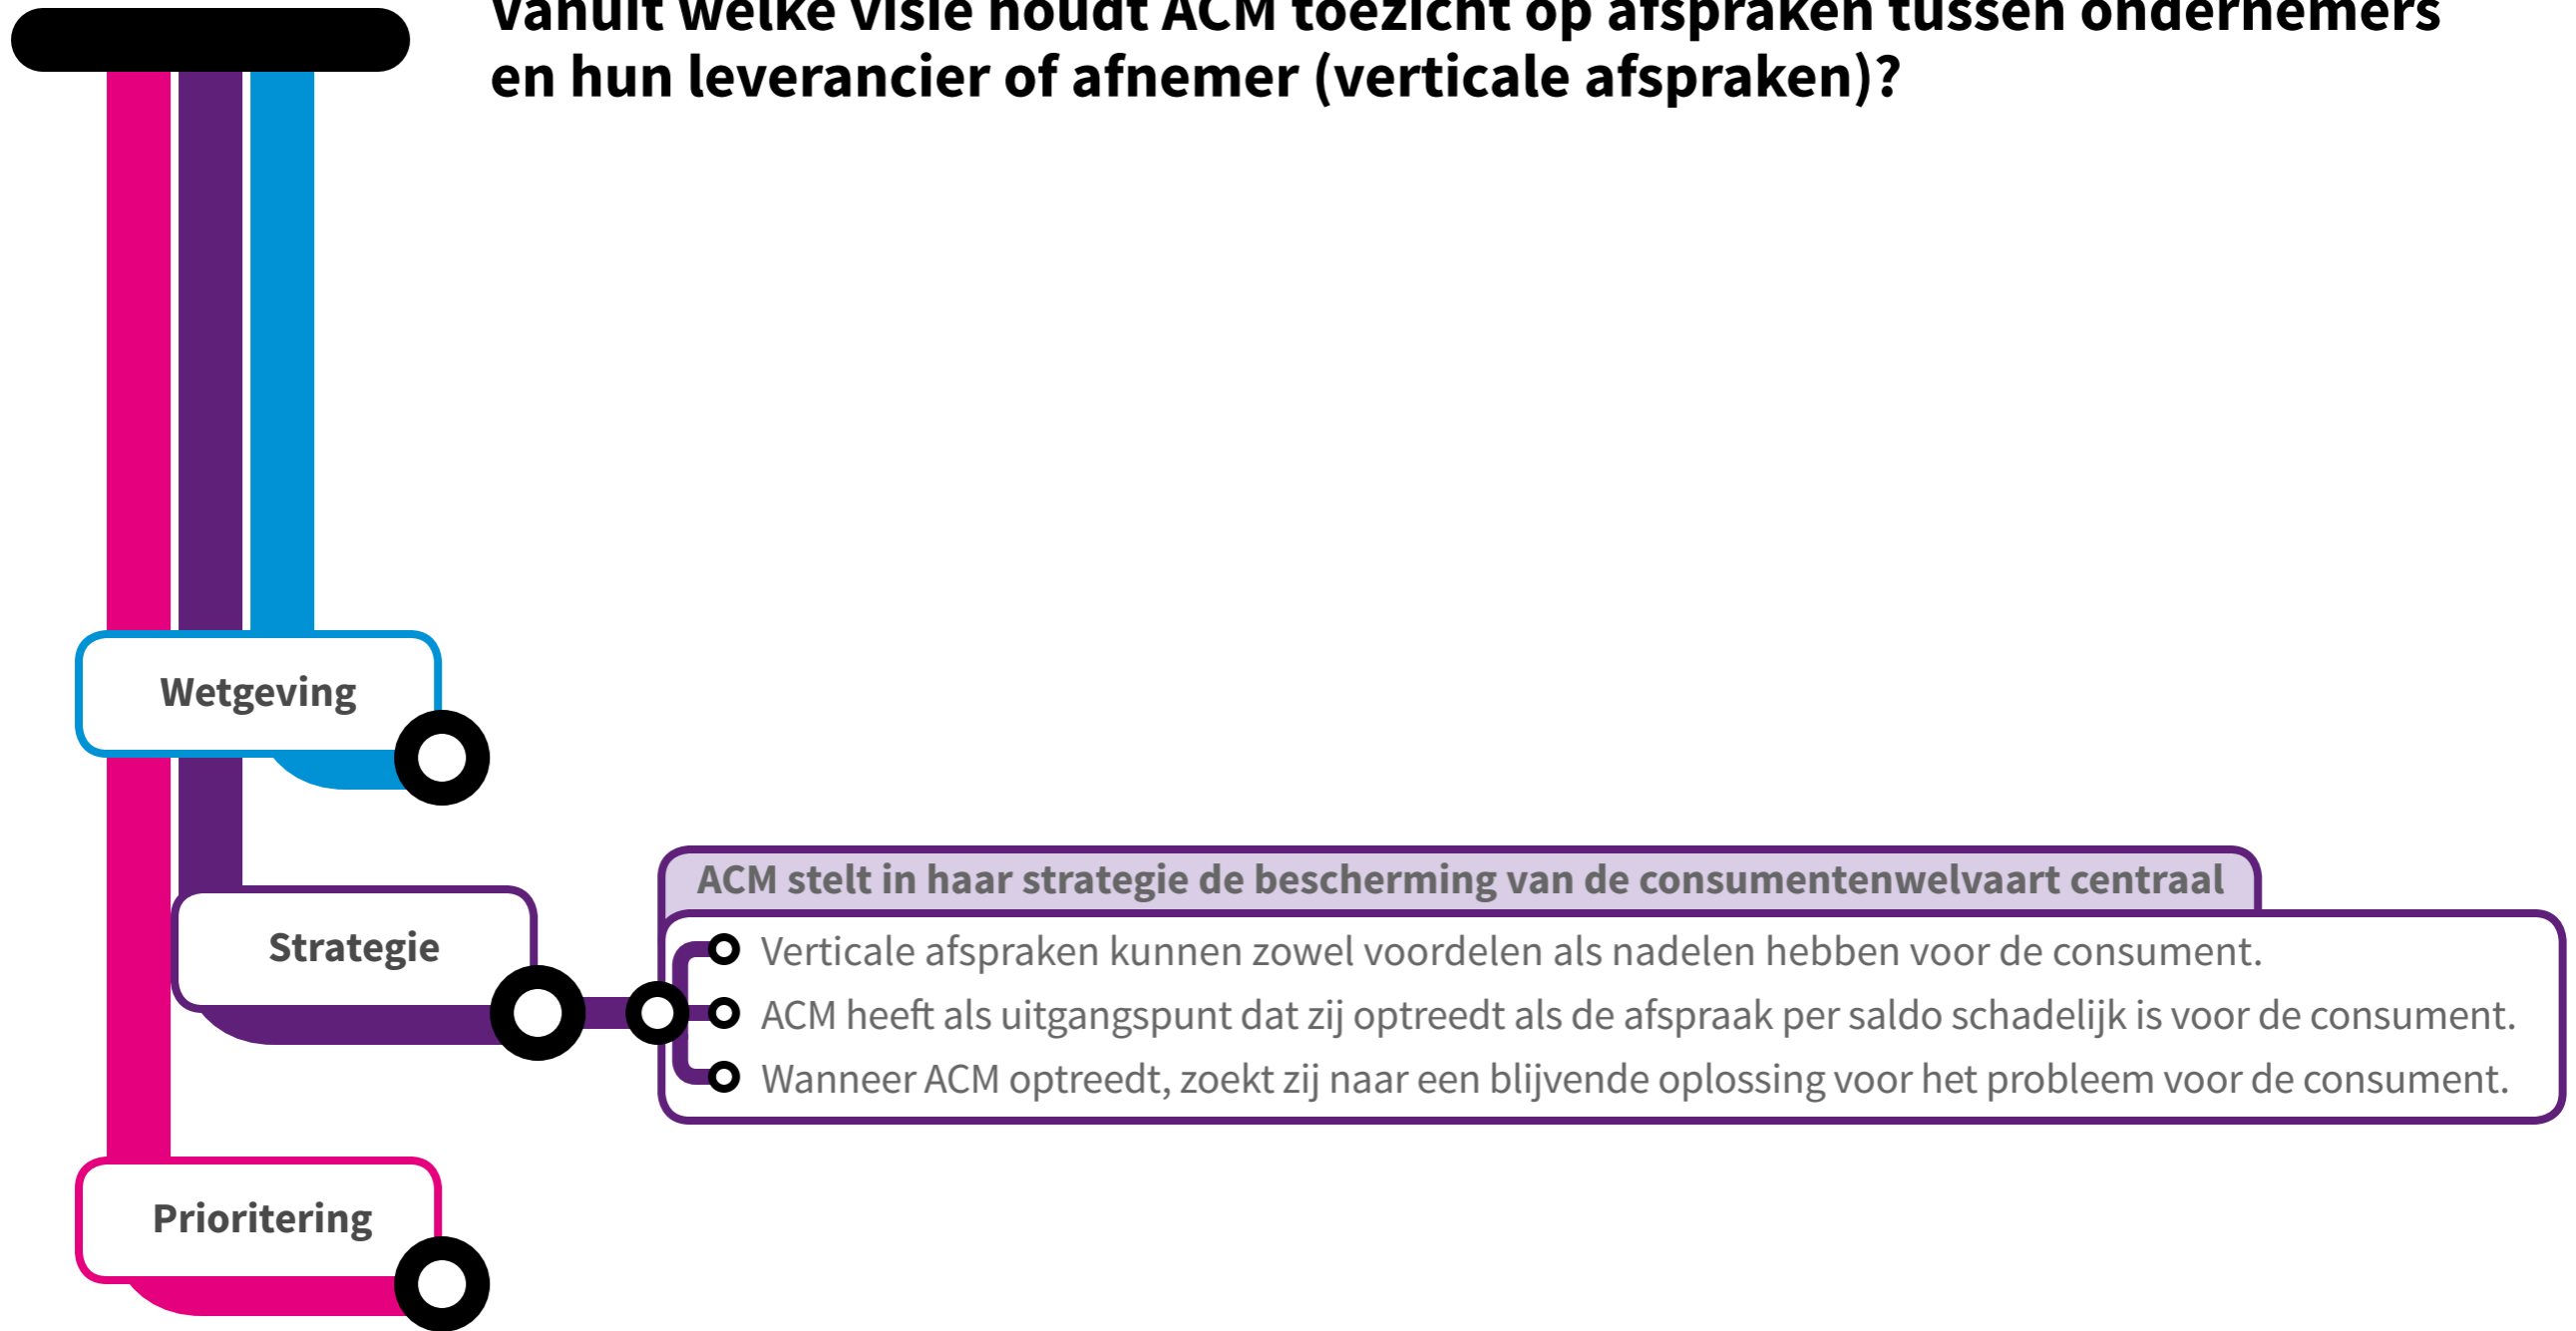 Vanuit welke visie houdt ACM toezicht op afspraken tussen ondernemers
en hun leverancier of afnemer (verticale afspraken)?
Wetgeving
Strategie
ACM stelt in haar strategie de bescherming van de consumentenwelvaart centraal
Verticale afspraken kunnen zowel voordelen als nadelen hebben voor de consument.
ACM heeft als uitgangspunt dat zij optreedt als de afspraak per saldo schadelijk is voor de consument.
Wanneer ACM optreedt, zoekt zij naar een blijvende oplossing voor het probleem voor de consument.
Prioritering